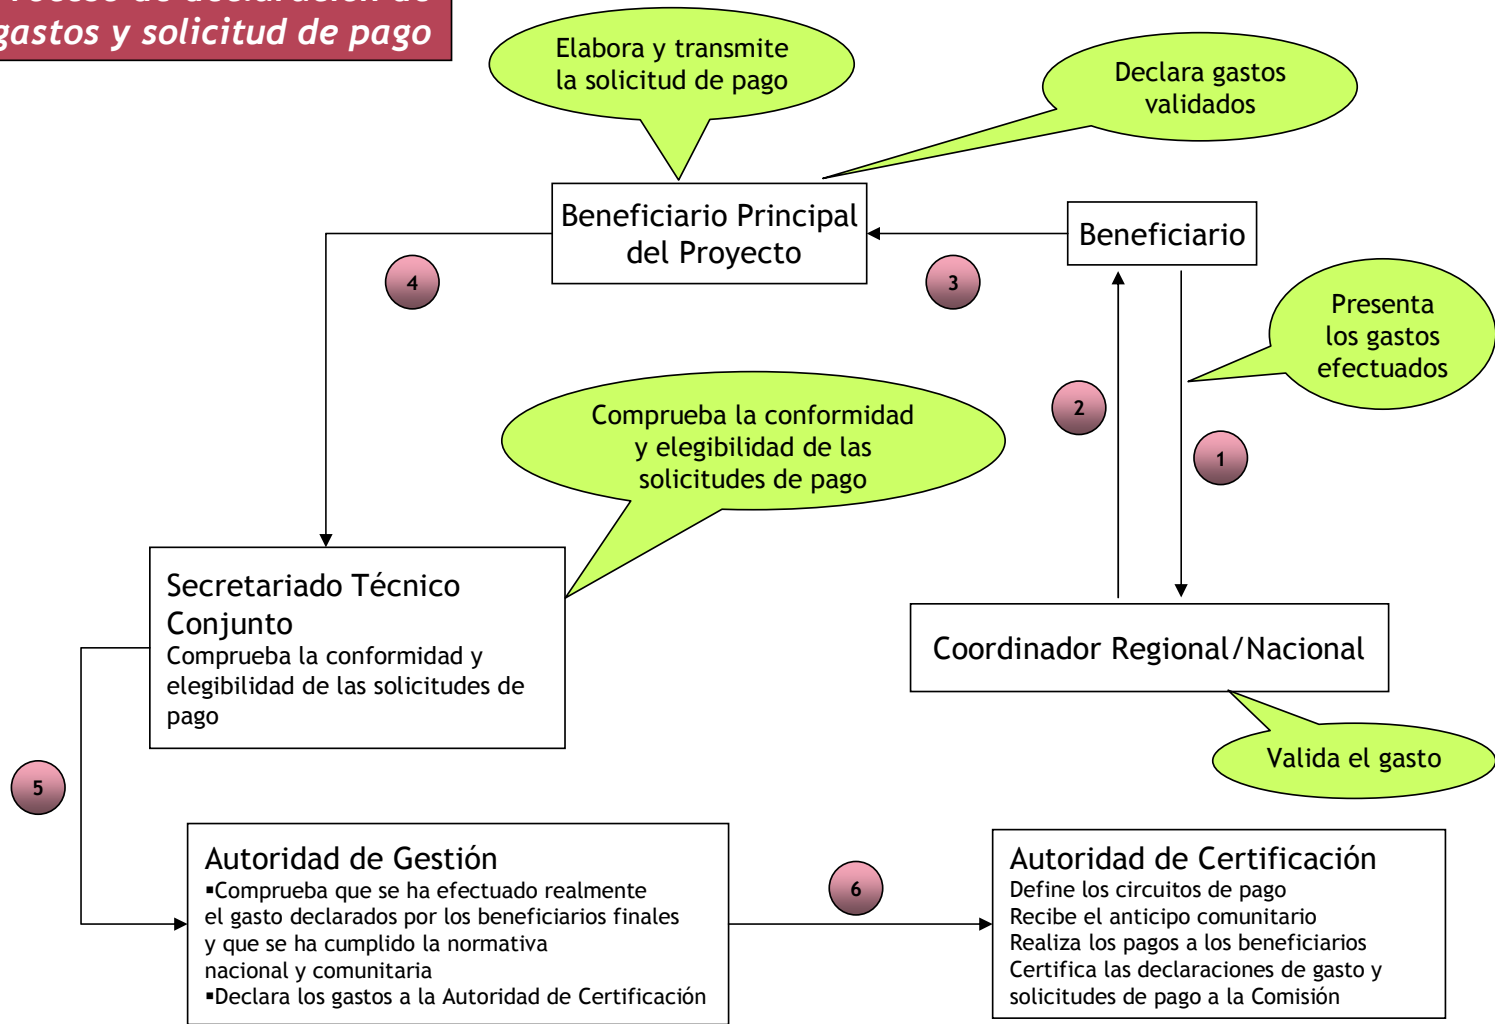 de declaración de
gastos y solicitud de pago
Elabora y transmite
la solicitud de pago
Declara gastos
validados
Beneficiario Principal
del Proyecto
Beneficiario
4
3
Presenta
los gastos
efectuados
2
1
Comprueba la conformidad
y elegibilidad de las
solicitudes de pago
Secretariado Técnico
Conjunto
Comprueba la conformidad y
elegibilidad de las solicitudes de
pago
Coordinador Regional/Nacional
Valida el gasto
5
Autoridad de Gestión
▪Comprueba que se ha efectuado realmente
el gasto declarados por los beneficiarios finales
y que se ha cumplido la normativa
nacional y comunitaria
▪Declara los gastos a la Autoridad de Certificación
6
Autoridad de Certificación
Define los circuitos de pago
Recibe el anticipo comunitario
Realiza los pagos a los beneficiarios
Certifica las declaraciones de gasto y
solicitudes de pago a la Comisión